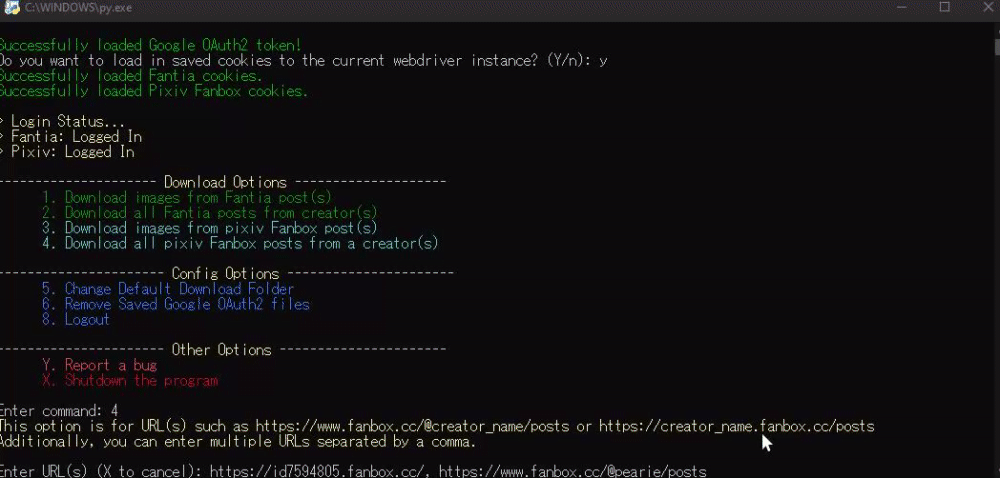 C:\WINDOWS\py.exe
Successfully loaded Google OAuth2 token!
Do you want to load in saved cookies to the current webdriver instance? (Y/n): y
Successfully loaded Fantia cookies.
Successfully loaded Pixiv Fanbox cookies.
> Login Status...
> Fantia: Logged In
> Pixiv: Logged In
------------------- Download Options -------------------
1. Download images from Fantia post(s)
2. Download all Fantia posts from creator(s)
3. Download images from pixiv Fanbox post(s)
4. Download all pixiv Fanbox posts from a creator(s)
-------------------- Config Options --------------------
5. Change Default Download Folder
6. Remove Saved Google OAuth2 files
8. Logout
-------------------- Other Options --------------------
Y. Report a bug
X. Shutdown the program
Enter command: 4
This option is for URL(s) such as https://www.fanbox.cc/@creator_name/posts or https://creator_name.fanbox.cc/posts
Additionally, you can enter multiple URLs separated by a comma.
Enter URL(s) (X to cancel): https://id7594805.fanbox.cc/, https://www.fanbox.cc/@pearie/posts